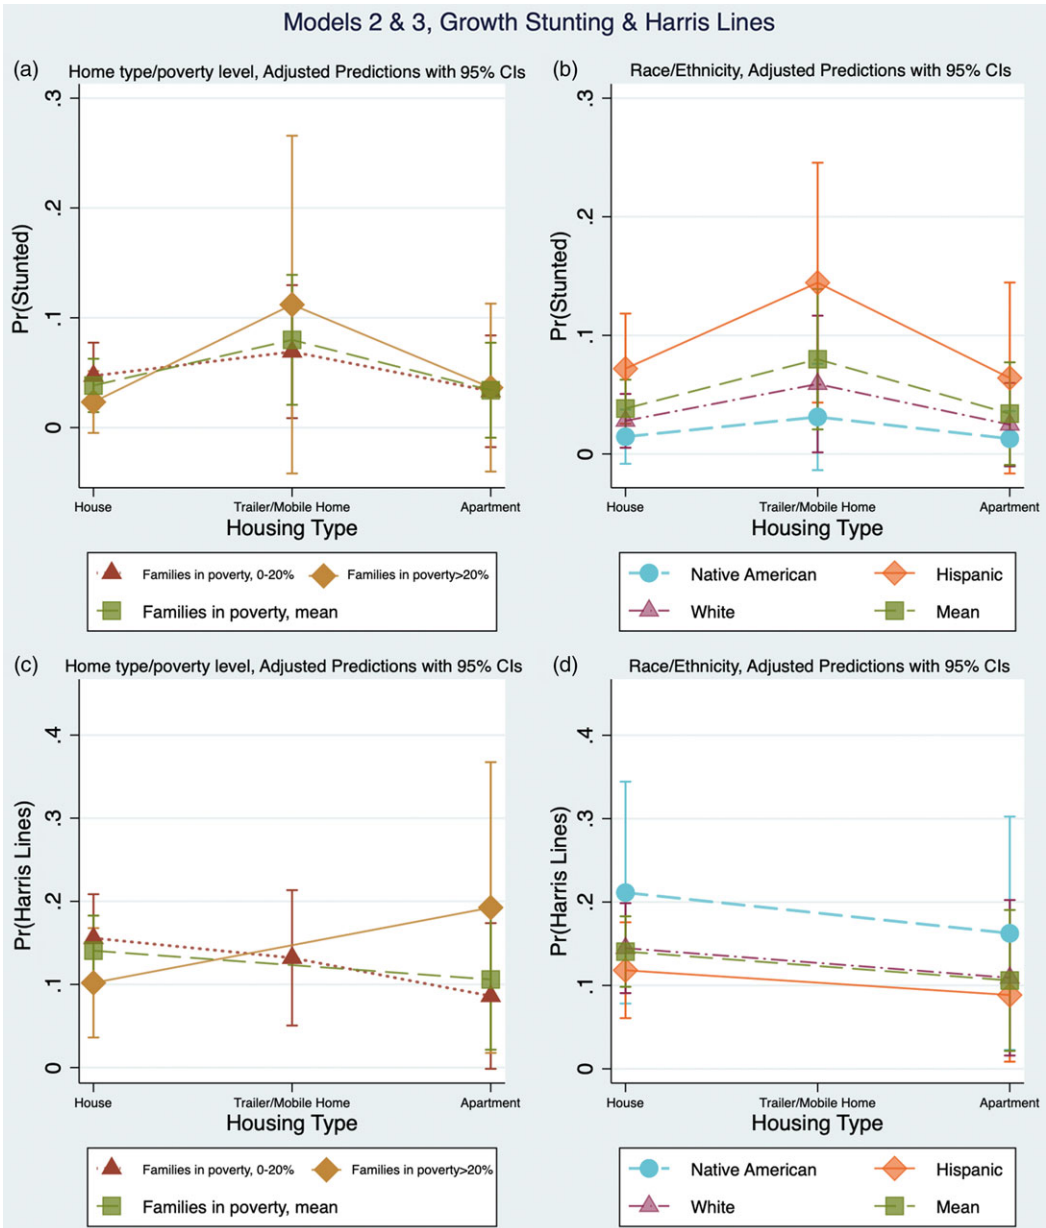 Models 2 & 3, Growth Stunting & Harris Lines
(a) Home type/poverty level, Adjusted Predictions with 95% CIs
Pr(Stunted)
.3
.2
.1
0
House Trailer/Mobile Home Apartment
Housing Type
Families in poverty, 0-20% Families in poverty>20%
Families in poverty, mean
(b) Race/Ethnicity, Adjusted Predictions with 95% CIs
Pr(Stunted)
.3
.2
.1
0
House Trailer/Mobile Home Apartment
Housing Type
Native American Hispanic
White Mean
(c) Home type/poverty level, Adjusted Predictions with 95% CIs
Pr(Harris Lines)
.4
.3
.2
.1
0
House Trailer/Mobile Home Apartment
Housing Type
Families in poverty, 0-20% Families in poverty>20%
Families in poverty, mean
(d) Race/Ethnicity, Adjusted Predictions with 95% CIs
Pr(Harris Lines)
.4
.3
.2
.1
0
House Trailer/Mobile Home Apartment
Housing Type
Native American Hispanic
White Mean